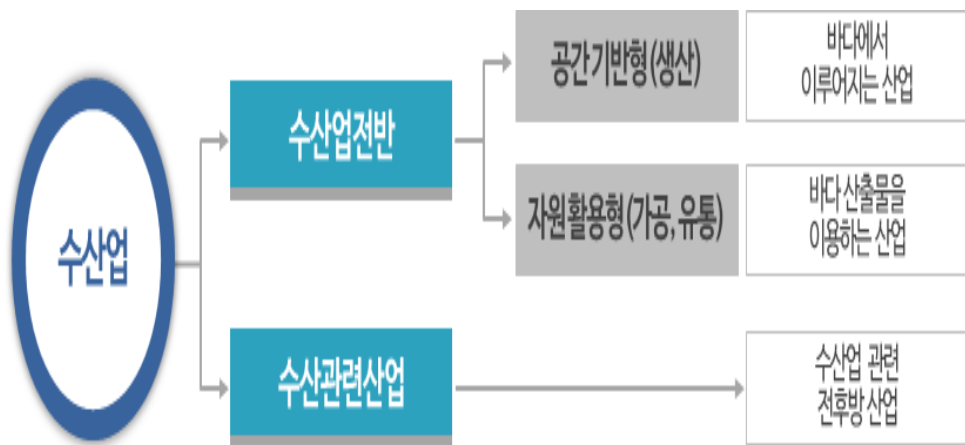 수산업
수산업전반
공간기반형(생산)
바다에서
이루어지는 산업
자원활용형(가공, 유통)
바다 산출물을
이용하는 산업
수산관련산업
수산업 관련
전후방 산업